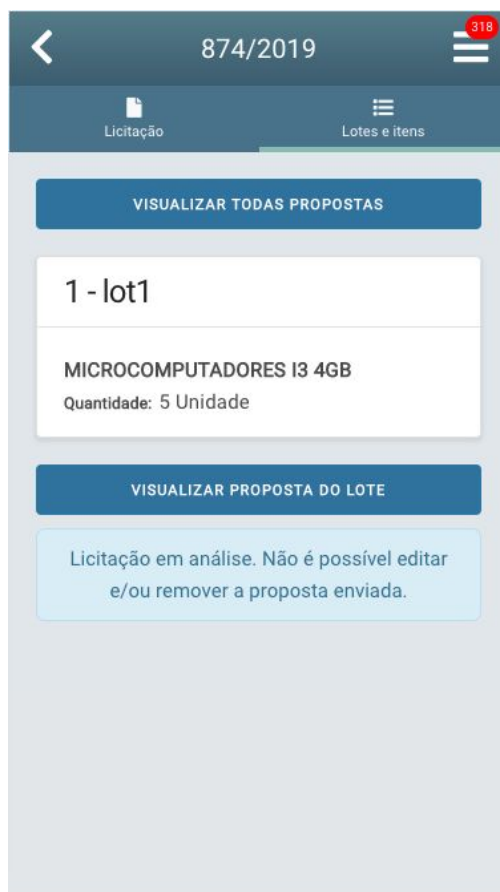 874/2019
318
Licitação
Lotes e itens
VISUALIZAR TODAS PROPOSTAS
1 - lot1
MICROCOMPUTADORES I3 4GB
Quantidade: 5 Unidade
VISUALIZAR PROPOSTA DO LOTE
Licitação em análise. Não é possível editar
e/ou remover a proposta enviada.